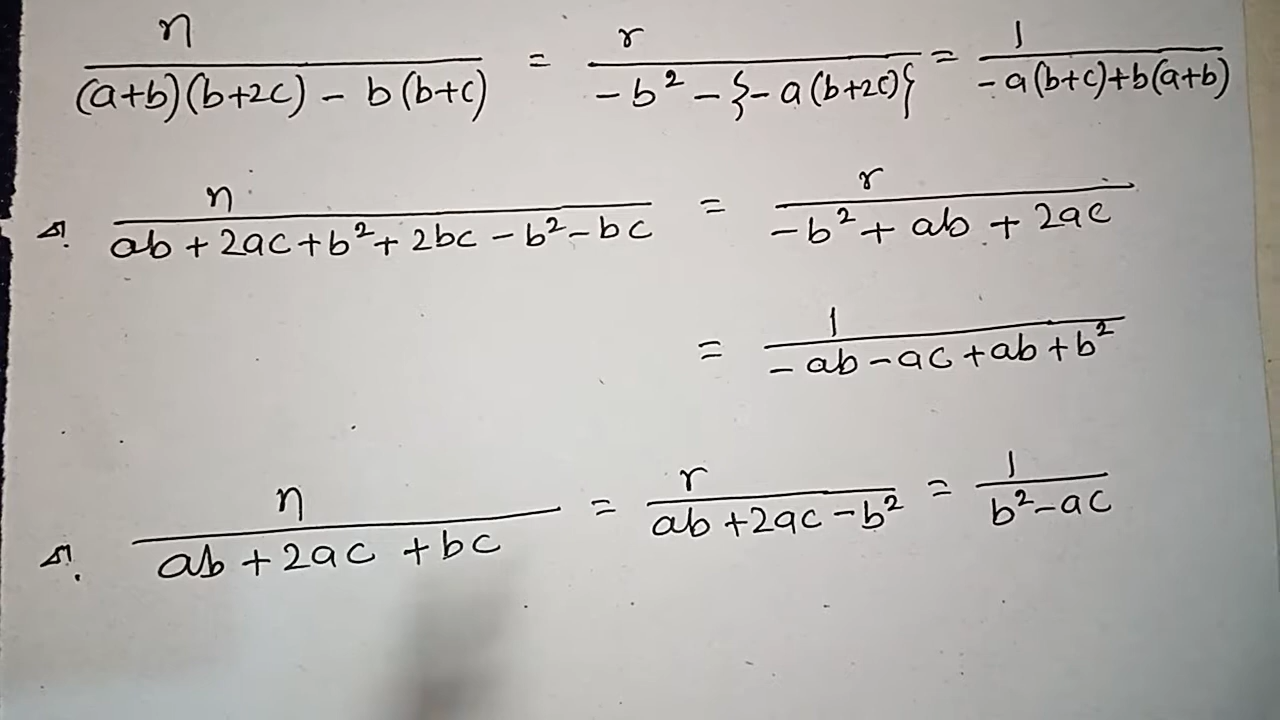 n/((a+b)(b+2c) - b(b+c)) = r/(-b² - {-a(b+2c)}) = 1/(-a(b+c)+b(a+b))
বা. n/(ab + 2ac + b² + 2bc - b² - bc) = r/(-b² + ab + 2ac)
= 1/(-ab - ac + ab + b²)
বা. n/(ab + 2ac + bc) = r/(ab + 2ac - b²) = 1/(b² - ac)